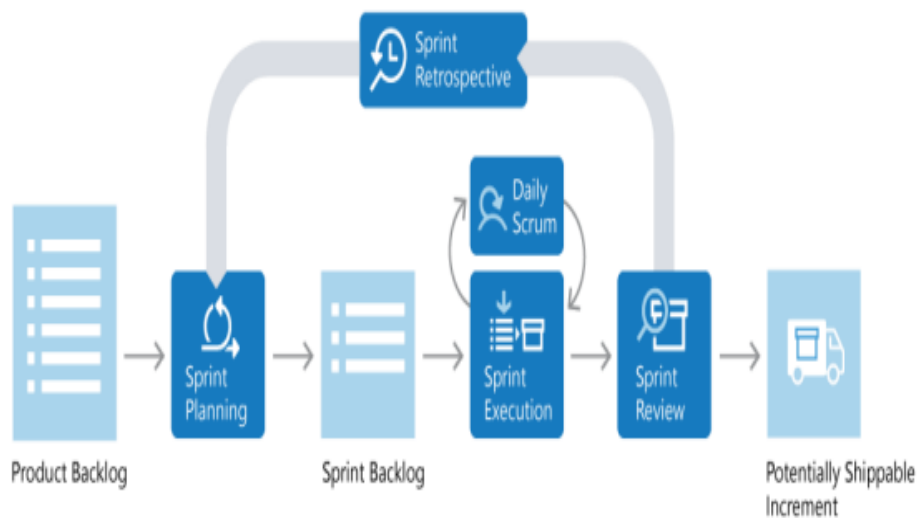 Sprint
Retrospective
Daily
Scrum
Sprint
Planning
Sprint
Execution
Sprint
Review
Product Backlog
Sprint Backlog
Potentially Shippable
Increment